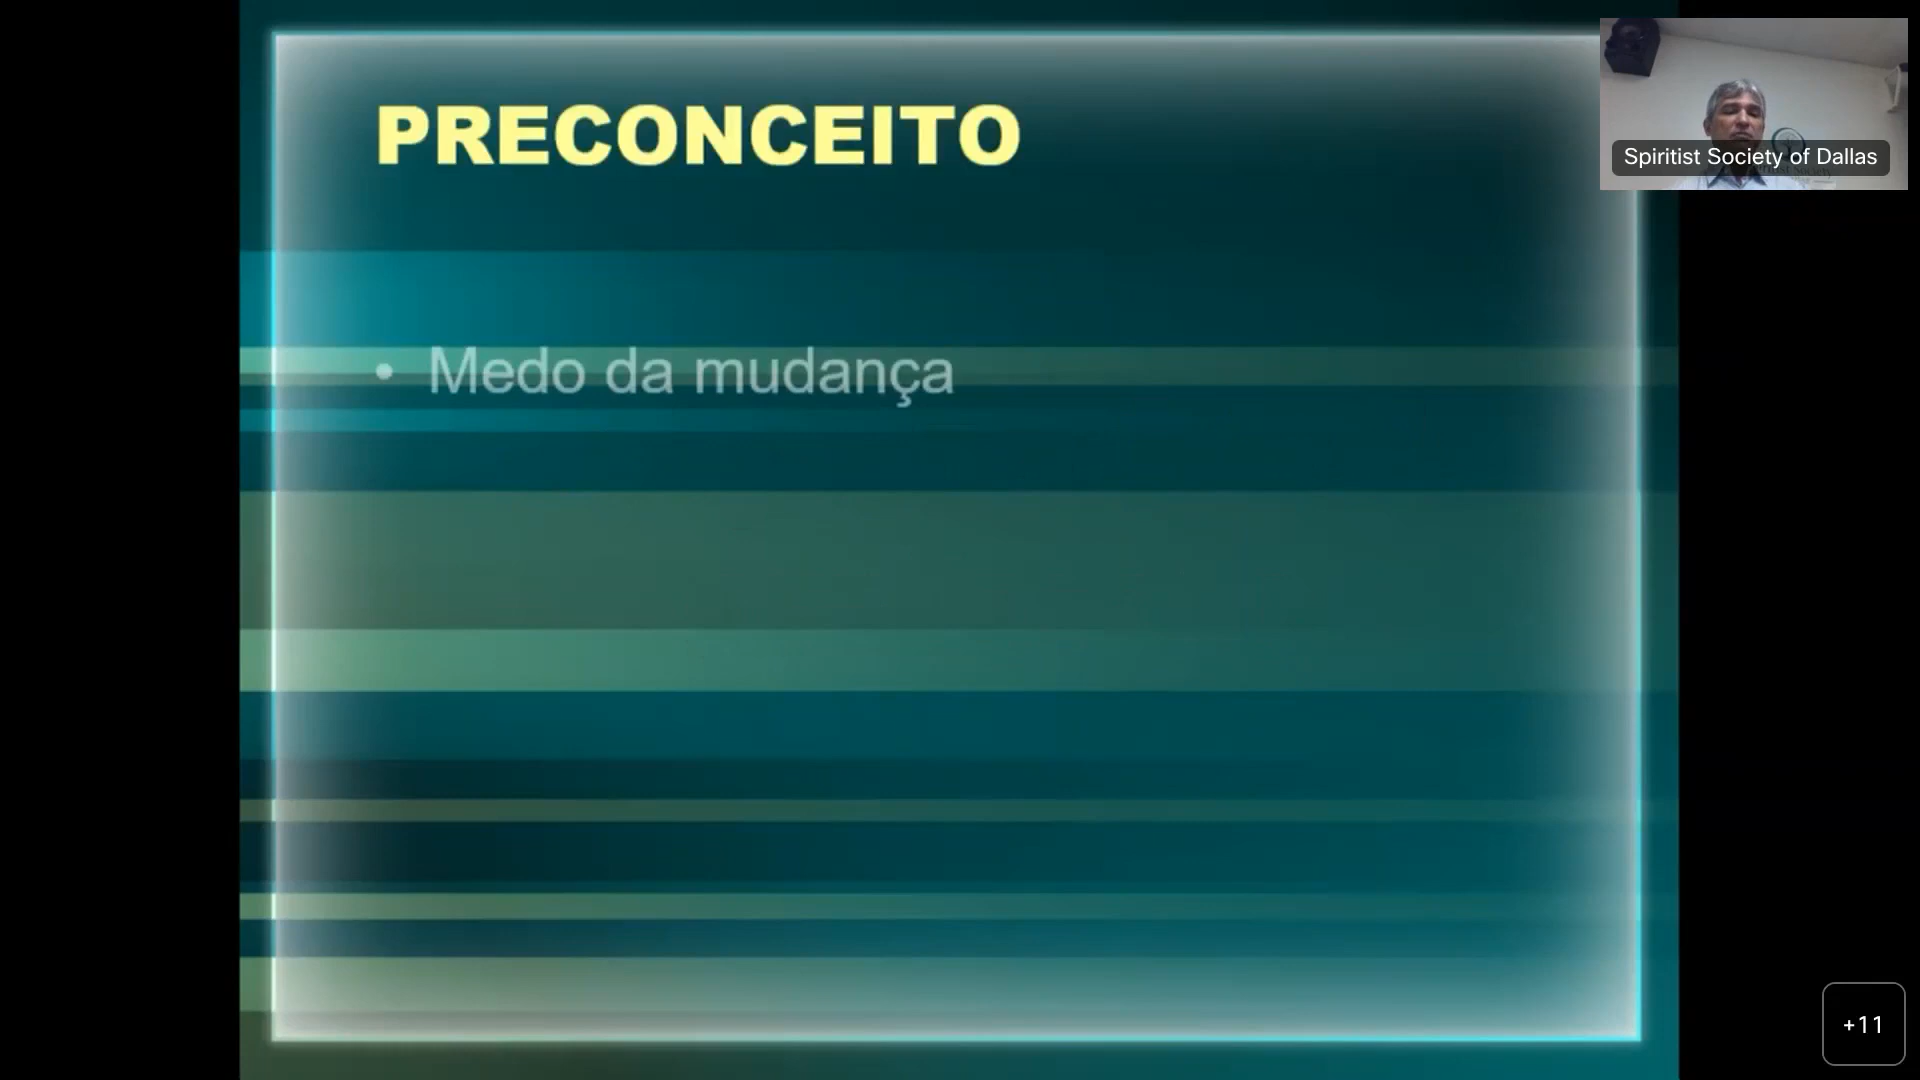 PRECONCEITO
Spiritist Society of Dallas
• Medo da mudança
+11